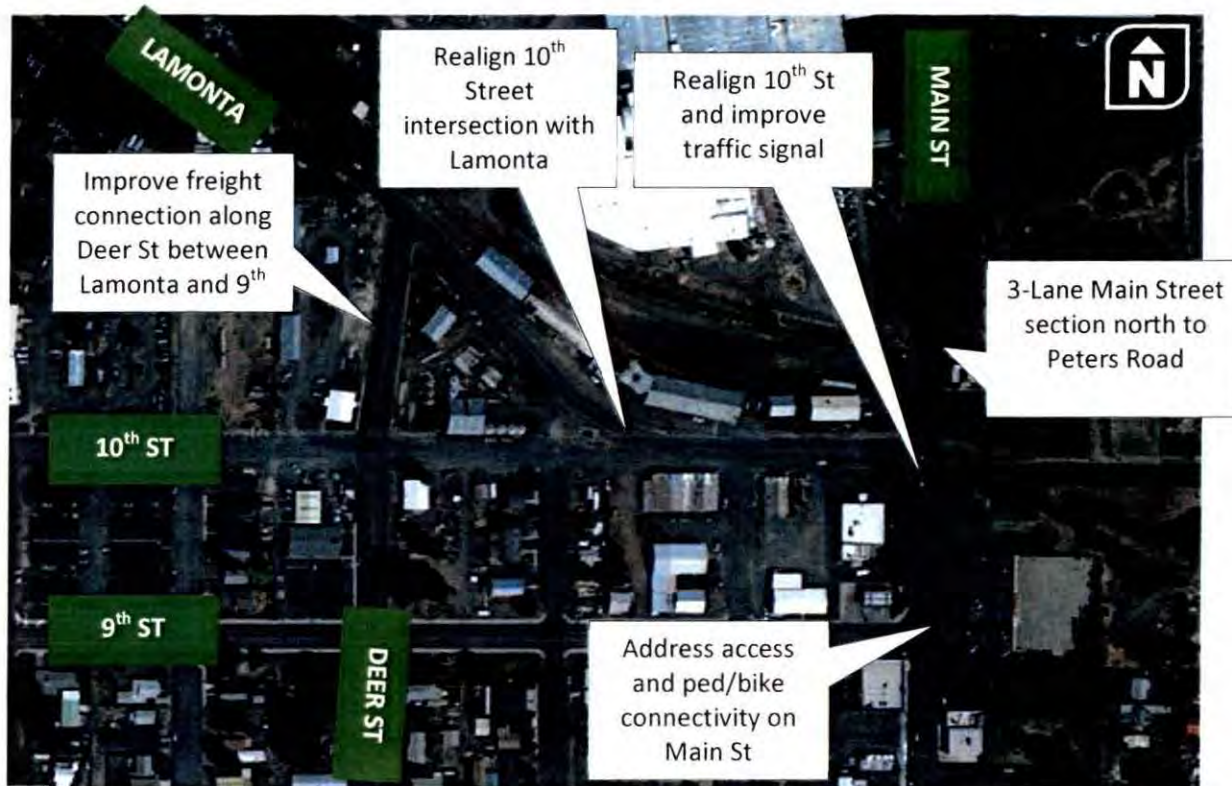 LAMONTA
Realign 10th
Street
intersection with
Lamonta
Realign 10th St
and improve
traffic signal
MAIN ST
N
Improve freight
connection along
Deer St between
Lamonta and 9th
3-Lane Main Street
section north to
Peters Road
10th ST
9th ST
DEER ST
Address access
and ped/bike
connectivity on
Main St